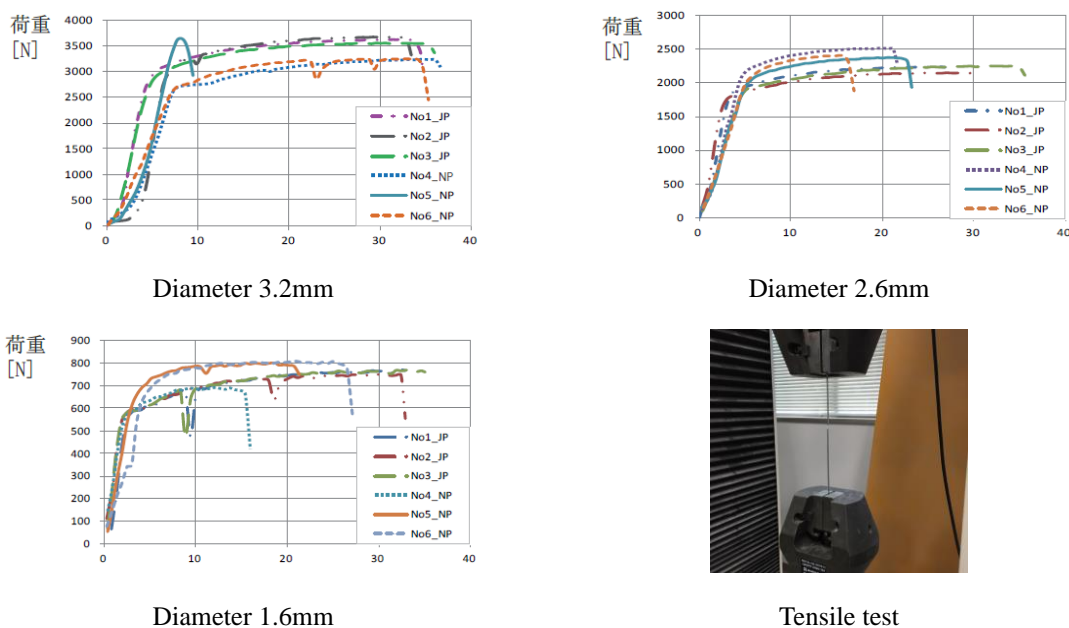 荷重
[N]
4000
3500
3000
2500
2000
1500
1000
500
0
0
10
20
30
40
No1_JP
No2_JP
No3_JP
No4_NP
No5_NP
No6_NP
Diameter 3.2mm
荷重
[N]
3000
2500
2000
1500
1000
500
0
0
10
20
30
40
No1_JP
No2_JP
No3_JP
No4_NP
No5_NP
No6_NP
Diameter 2.6mm
荷重
[N]
900
800
700
600
500
400
300
200
100
0
0
10
20
30
40
No1_JP
No2_JP
No3_JP
No4_NP
No5_NP
No6_NP
Diameter 1.6mm
Tensile test